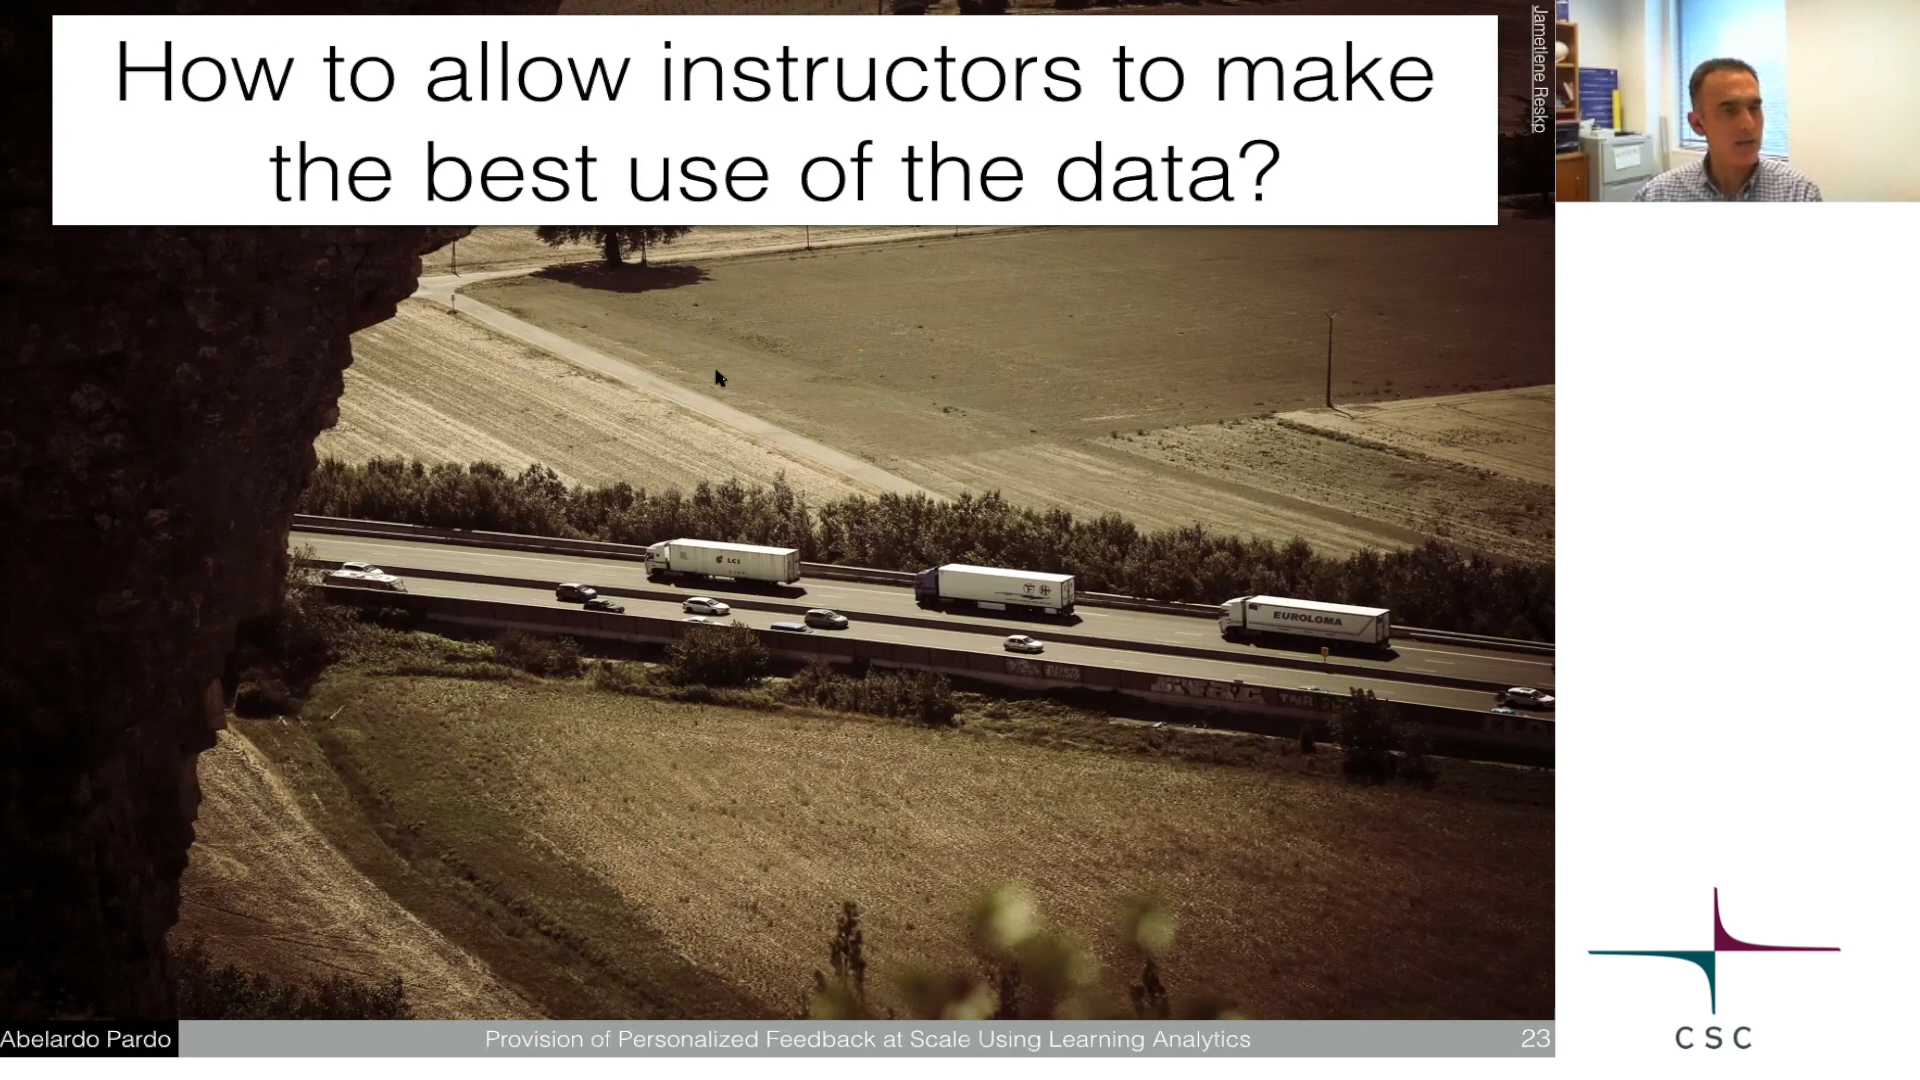 How to allow instructors to make
the best use of the data?
Jametlene Reskp
LCI
EUROLOMA
Abelardo Pardo
Provision of Personalized Feedback at Scale Using Learning Analytics
23
CSC